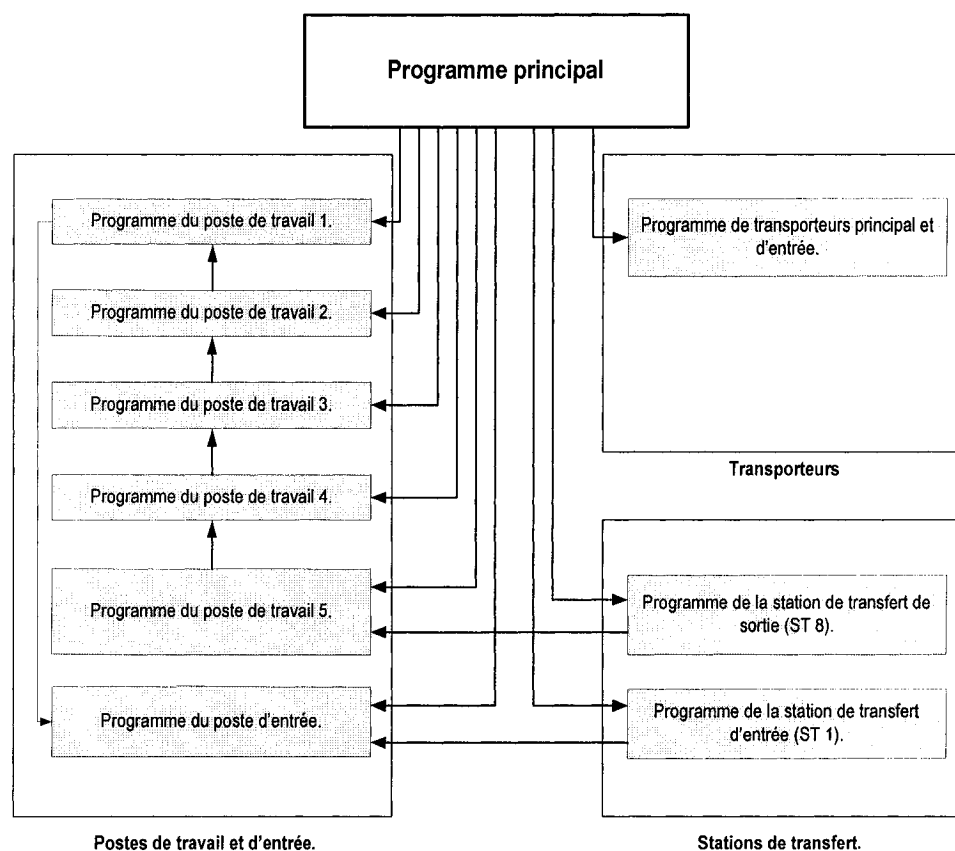 Programme principal
Programme du poste de travail 1.
Programme du poste de travail 2.
Programme du poste de travail 3.
Programme du poste de travail 4.
Programme du poste de travail 5.
Programme du poste d'entrée.
Postes de travail et d'entrée.
Programme de transporteurs principal et
d'entrée.
Transporteurs
Programme de la station de transfert de
sortie (ST 8).
Programme de la station de transfert
d'entrée (ST 1).
Stations de transfert.